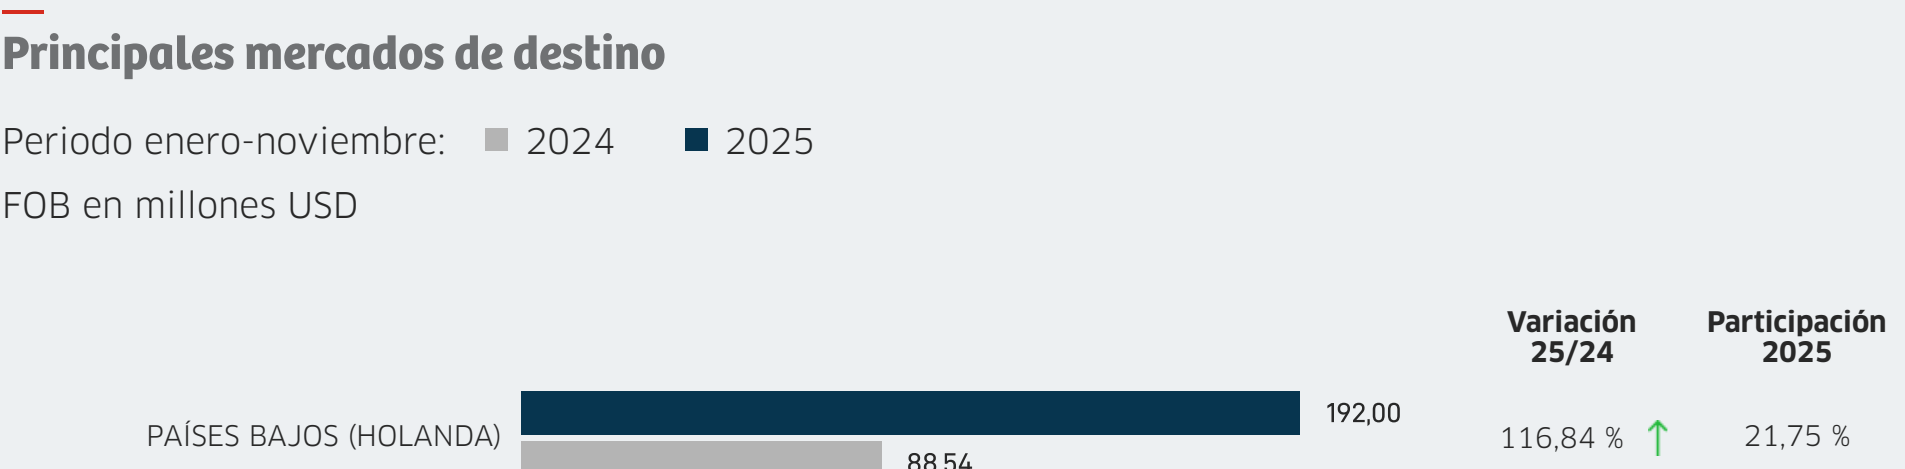 Principales mercados de destino
Periodo enero-noviembre: 2024 2025
FOB en millones USD
Variación 25/24
Participación 2025
PAÍSES BAJOS (HOLANDA) 192,00 116,84 % 21,75 %
88,54